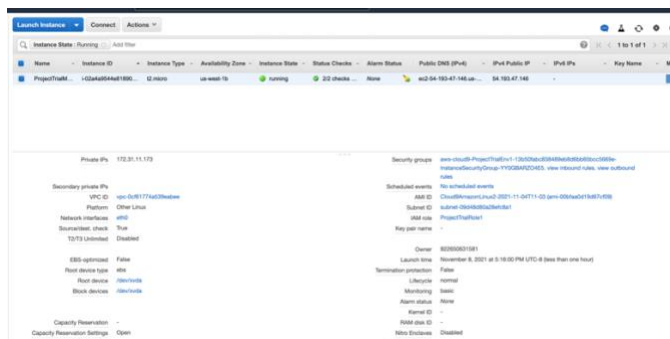 Launch Instance Connect Actions
Instance State : Running Add filter 1 to 1 of 1
Name Instance ID Instance Type Availability Zone Instance State Status Checks Alarm Status Public DNS (IPv4) IPv4 Public IP IPv6 IPs Key Name
ProjectTrialM... t2.micro us-west-1b running 2/2 checks ... None ec2-54-193-47-146.us-... 54.193.47.146 -
Private IPs 172.31.11.173
Security groups
InstanceSecurityGroup- view inbound rules. view outbound
rules
Secondary private IPs
Scheduled events No scheduled events
VPC ID
AMI ID
Platform Other Linux
Subnet ID
Network interfaces eth0
IAM role ProjectTrialRole1
Source/dest. check True
Key pair name -
T2/T3 Unlimited Disabled
Owner
EBS-optimized False
Launch time November 8, 2021 at 5:16:00 PM (less than one hour)
Root device type ebs
Termination protection False
Root device /dev/xvda
Lifecycle normal
Block devices /dev/xvda
Monitoring basic
Alarm status None
Kernel ID -
Capacity Reservation -
RAM disk ID -
Capacity Reservation Settings Open
Nitro Enclaves Disabled